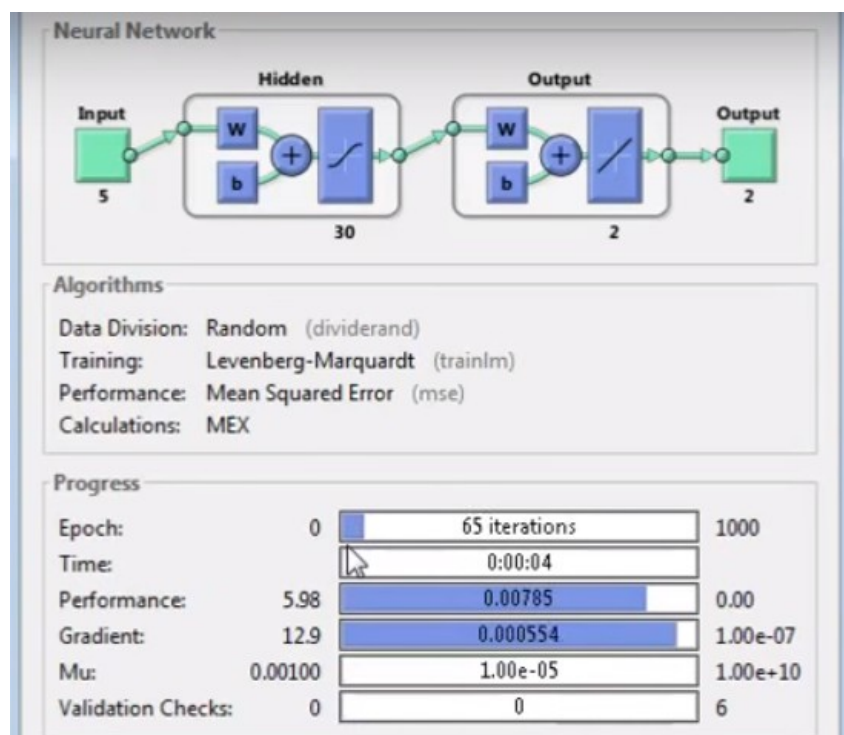 Neural Network
Hidden Output
Input Output
W W
b b
5 2
30 2
Algorithms
Data Division: Random (dividerand)
Training: Levenberg-Marquardt (trainlm)
Performance: Mean Squared Error (mse)
Calculations: MEX
Progress
Epoch: 0 65 iterations 1000
Time: 0:00:04
Performance: 5.98 0.00785 0.00
Gradient: 12.9 0.000554 1.00e-07
Mu: 0.00100 1.00e-05 1.00e+10
Validation Checks: 0 0 6